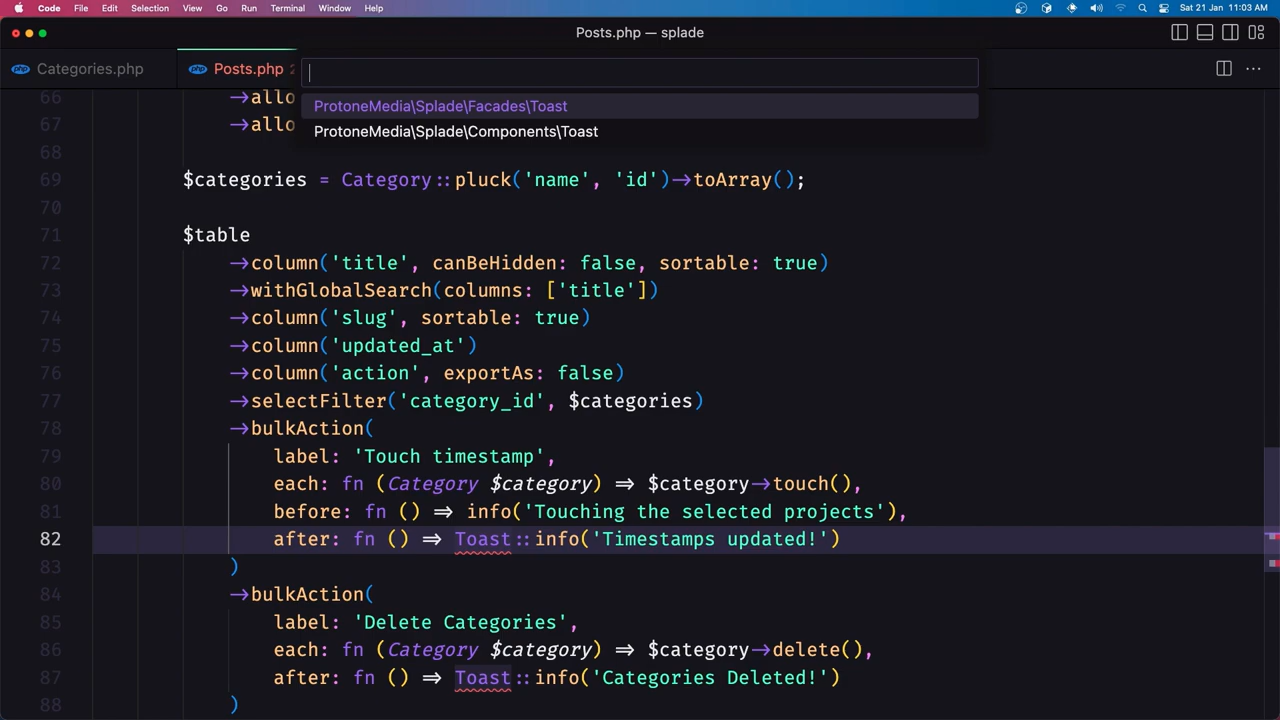 Code File Edit Selection View Go Run Terminal Window Help Sat 21 Jan 11:03 AM
Posts.php — splade
Categories.php Posts.php 2
ProtoneMedia\Splade\Facades\Toast
ProtoneMedia\Splade\Components\Toast
66 ->allo
67 ->allo
68
69 $categories = Category::pluck('name', 'id')->toArray();
70
71 $table
72 ->column('title', canBeHidden: false, sortable: true)
73 ->withGlobalSearch(columns: ['title'])
74 ->column('slug', sortable: true)
75 ->column('updated_at')
76 ->column('action', exportAs: false)
77 ->selectFilter('category_id', $categories)
78 ->bulkAction(
79 label: 'Touch timestamp',
80 each: fn (Category $category) => $category->touch(),
81 before: fn () => info('Touching the selected projects'),
82 after: fn () => Toast::info('Timestamps updated!')
83 )
84 ->bulkAction(
85 label: 'Delete Categories',
86 each: fn (Category $category) => $category->delete(),
87 after: fn () => Toast::info('Categories Deleted!')
88 )